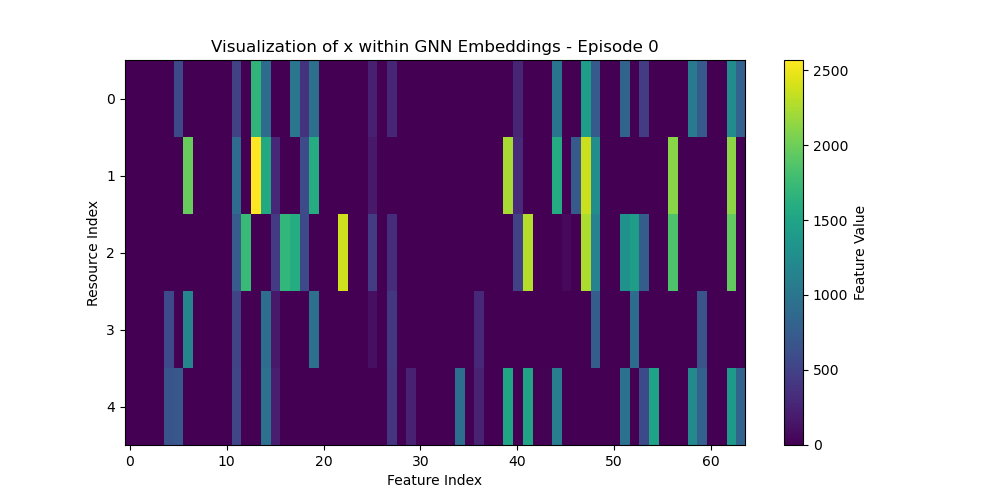 Visualization of x within GNN Embeddings - Episode 0
Resource Index
0
1
2
3
4
0 10 20 30 40 50 60
Feature Index
2500
2000
1500
1000
500
0
Feature Value